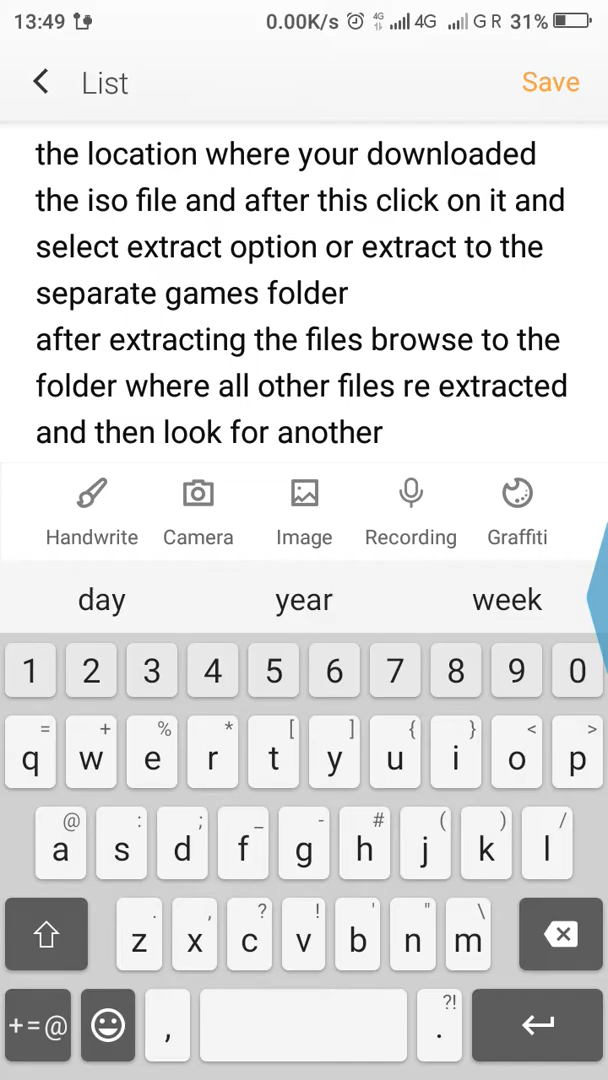 13:49 0.00K/s 4G 4G G R 31%
List Save
the location where your downloaded
the iso file and after this click on it and
select extract option or extract to the
separate games folder
after extracting the files browse to the
folder where all other files re extracted
and then look for another
Handwrite Camera Image Recording Graffiti
day year week
1 2 3 4 5 6 7 8 9 0
= + % * [ ] { } < >
q w e r t y u i o p
@ : ; _ - # ( ) /
a s d f g h j k l
. , ? ! ' " \
z x c v b n m
?!
+=@ , .